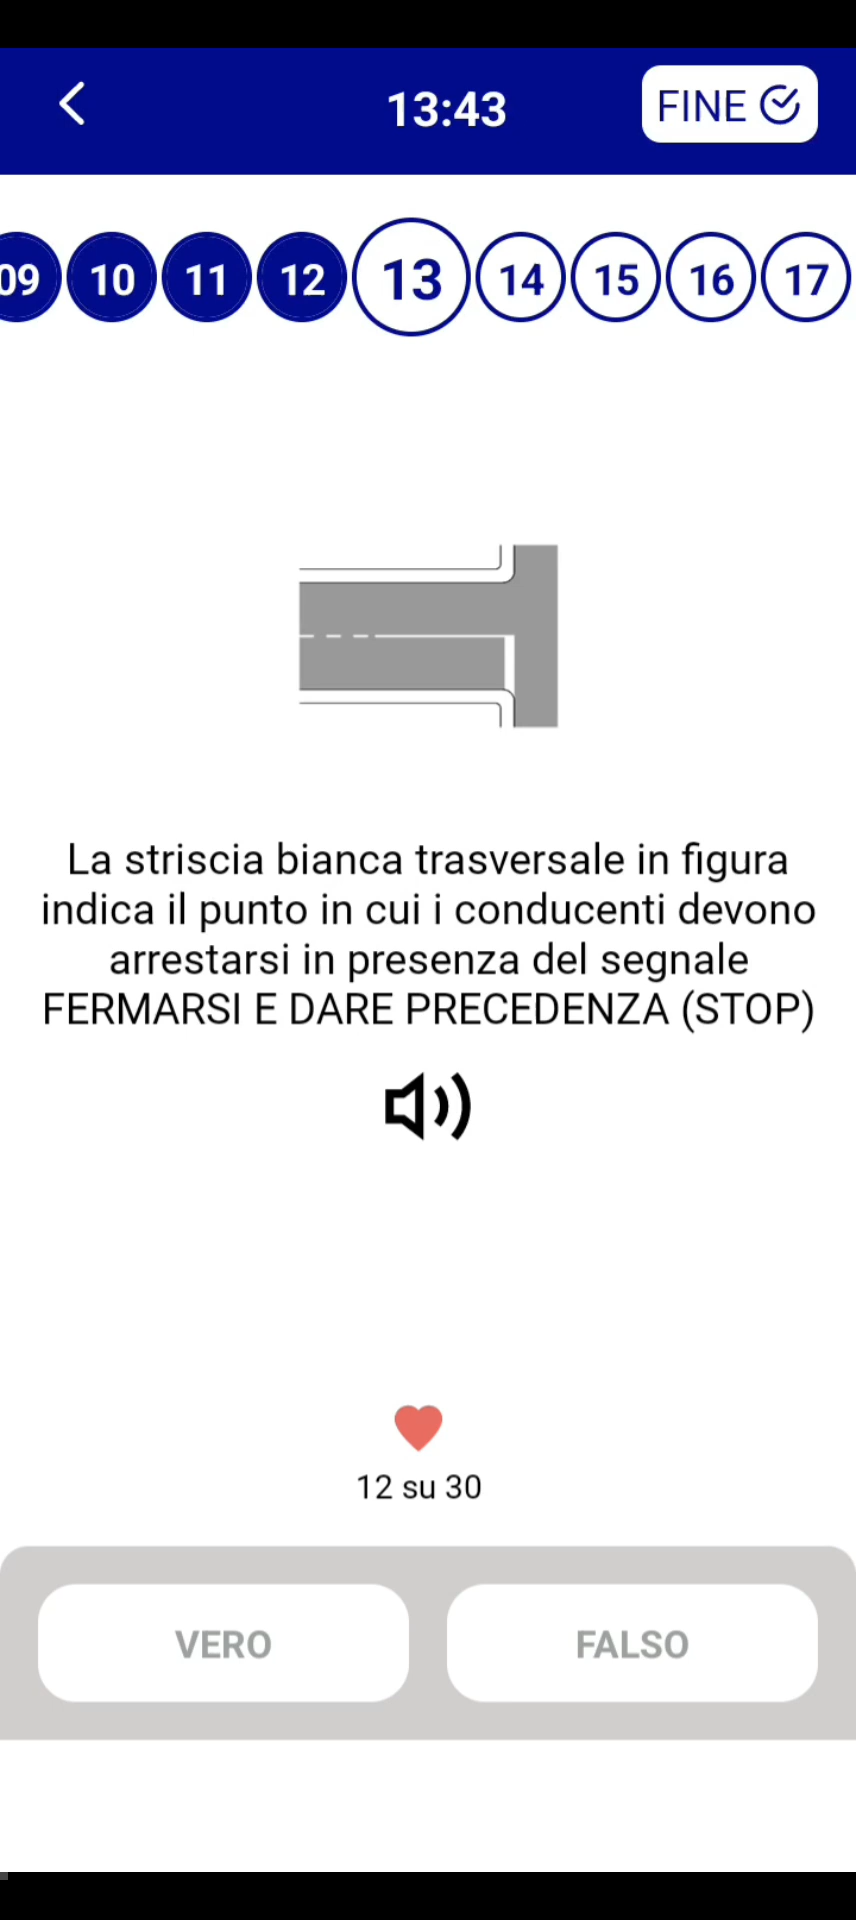 13:43
FINE
09 10 11 12 13 14 15 16 17
La striscia bianca trasversale in figura
indica il punto in cui i conducenti devono
arrestarsi in presenza del segnale
FERMARSI E DARE PRECEDENZA (STOP)
12 su 30
VERO
FALSO